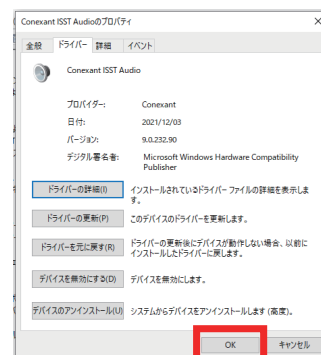 Conexant ISST Audioのプロパティ
全般 ドライバー 詳細 イベント
Conexant ISST Audio
プロバイダー: Conexant
日付: 2021/12/03
バージョン: 9.0.232.90
デジタル署名者: Microsoft Windows Hardware Compatibility
Publisher
ドライバーの詳細(I) インストールされているドライバー ファイルの詳細を表示しま
す。
ドライバーの更新(P) このデバイスのドライバーを更新します。
ドライバーを元に戻す(R) ドライバーの更新後にデバイスが動作しない場合、以前に
インストールしたドライバーに戻します。
デバイスを無効にする(D) デバイスを無効にします。
デバイスのアンインストール(U) システムからデバイスをアンインストールします (高度)。
OK キャンセル